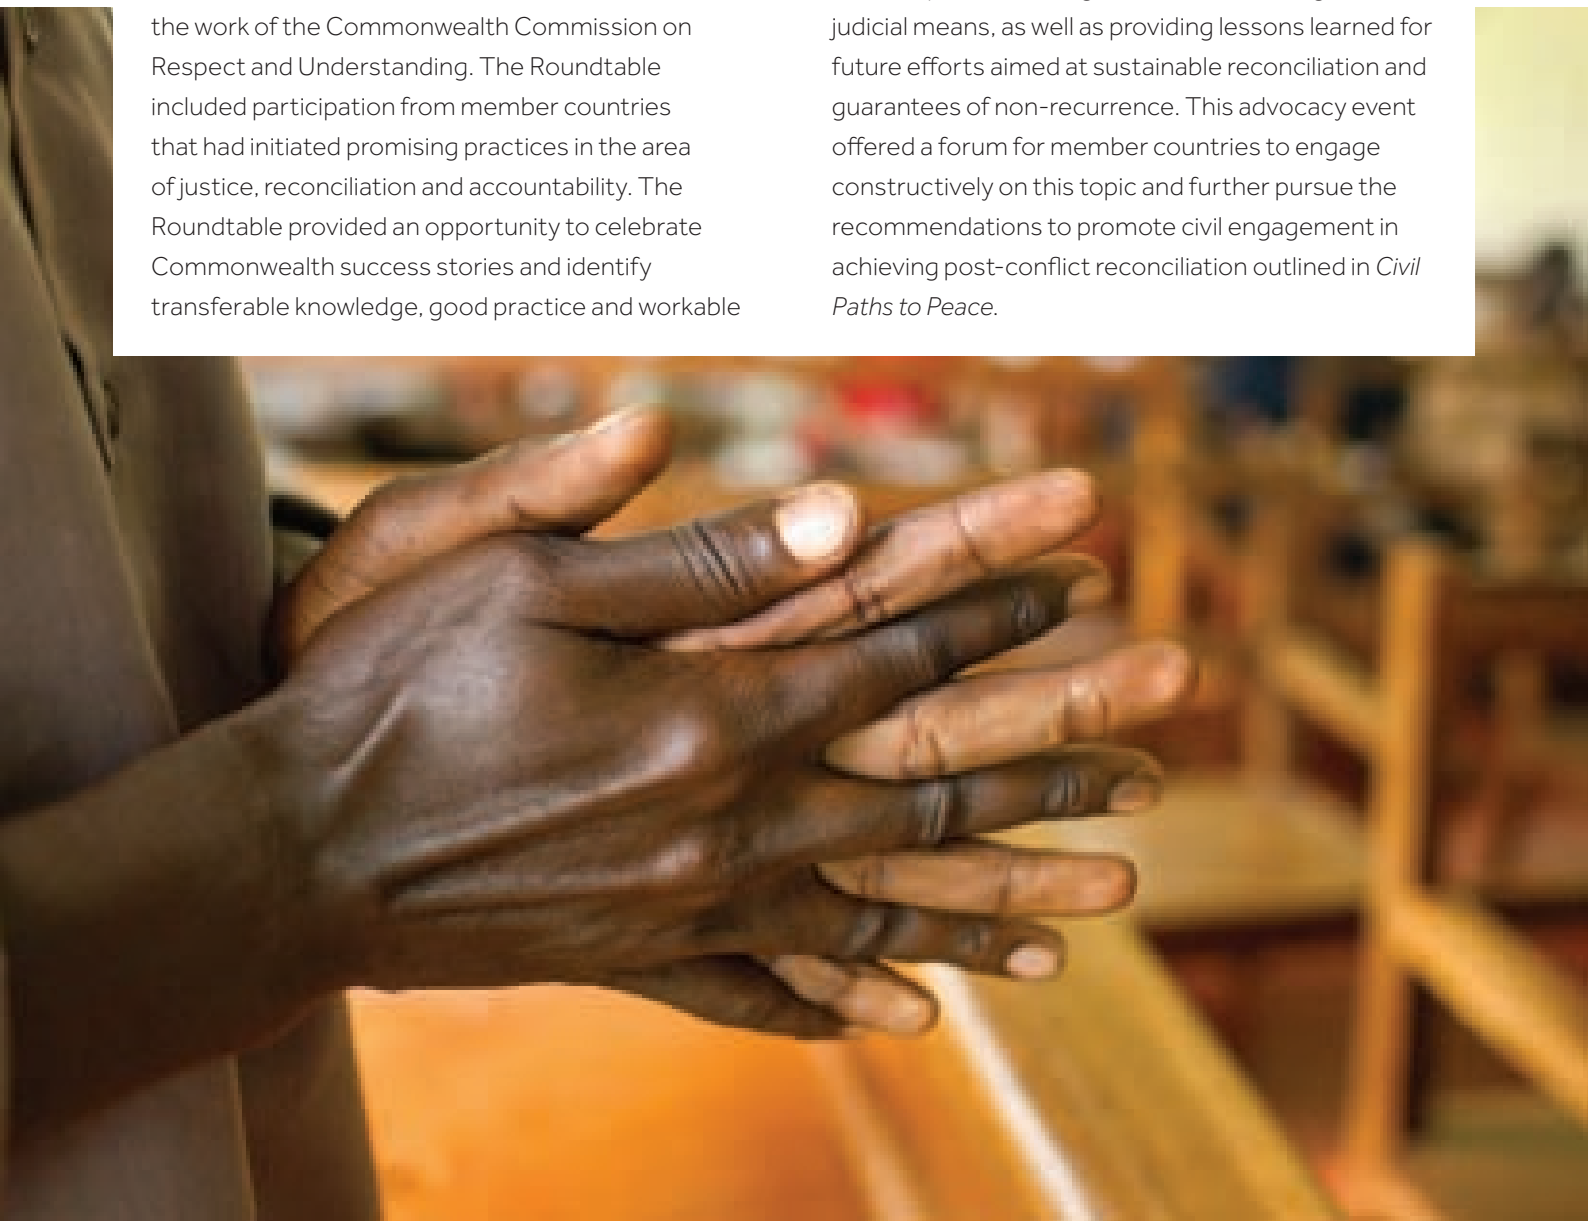 the work of the Commonwealth Commission on
Respect and Understanding. The Roundtable
included participation from member countries
that had initiated promising practices in the area
of justice, reconciliation and accountability. The
Roundtable provided an opportunity to celebrate
Commonwealth success stories and identify
transferable knowledge, good practice and workable
judicial means, as well as providing lessons learned for
future efforts aimed at sustainable reconciliation and
guarantees of non-recurrence. This advocacy event
offered a forum for member countries to engage
constructively on this topic and further pursue the
recommendations to promote civil engagement in
achieving post-conflict reconciliation outlined in Civil
Paths to Peace.